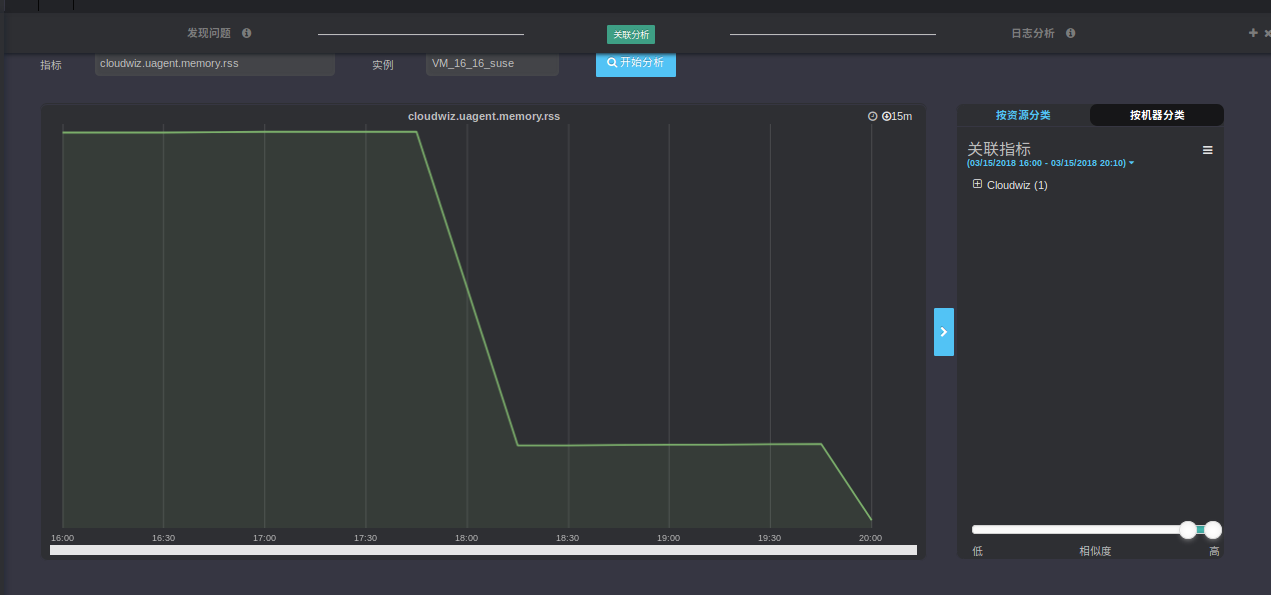 发现问题
关联分析
日志分析
指标
cloudwiz.uagent.memory.rss
实例
VM_16_16_suse
开始分析
cloudwiz.uagent.memory.rss
15m
16:00 16:30 17:00 17:30 18:00 18:30 19:00 19:30 20:00
按资源分类
按机器分类
关联指标
(03/15/2018 16:00 - 03/15/2018 20:10)
Cloudwiz (1)
低 相似度 高